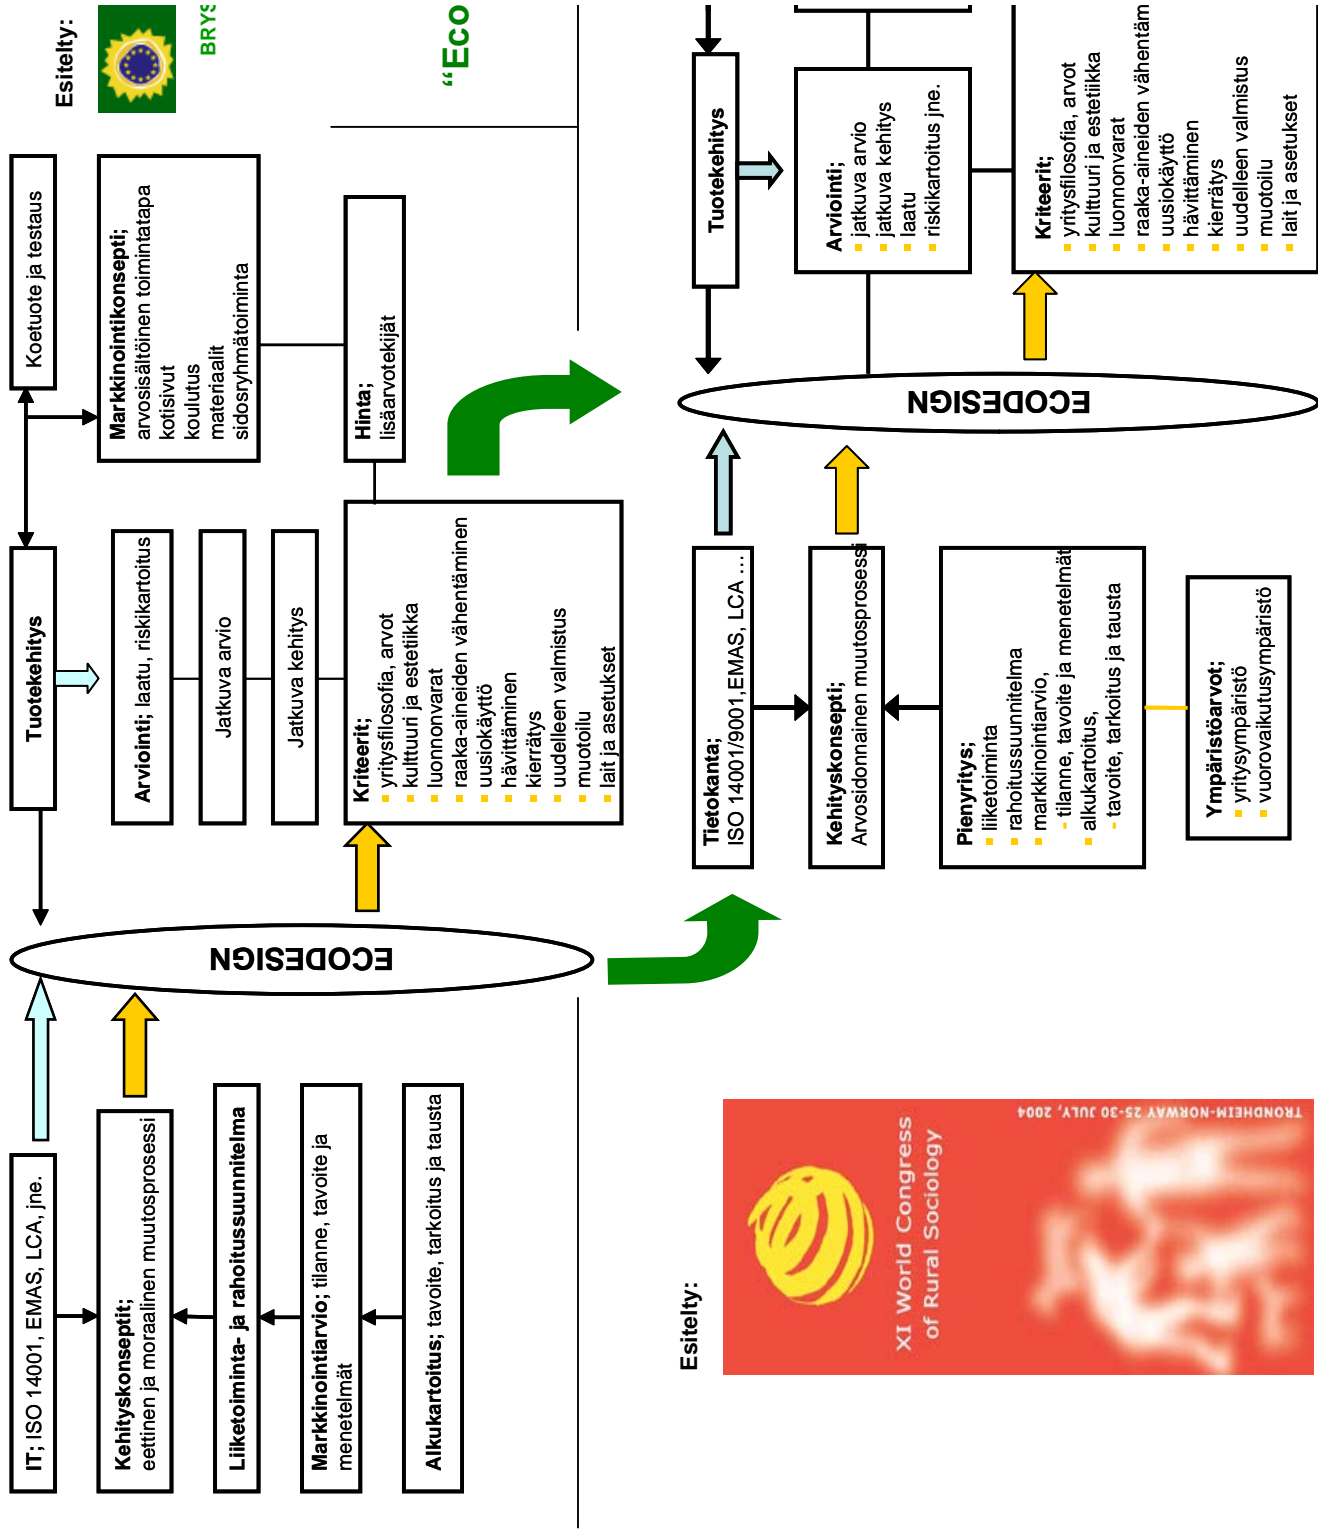 IT; ISO 14001, EMAS, LCA, jne.
Kehityskonseptit;
eettinen ja moraalinen muutosprosessi
Liiketoiminta- ja rahoitussuunnitelma
Markkinointiarvio; tilanne, tavoite ja
menetelmät
Alkukartoitus; tavoite, tarkoitus ja tausta
ECODESIGN
Tuotekehitys
Arviointi; laatu, riskikartoitus
Jatkuva arvio
Jatkuva kehitys
Kriteerit;
yritysfilosofia, arvot
kulttuuri ja estetiikka
luonnonvarat
raaka-aineiden vähentäminen
uusiokäyttö
hävittäminen
kierrätys
uudelleen valmistus
muotoilu
lait ja asetukset
Koetuote ja testaus
Markkinointikonsepti;
arvosisältöinen toimintatapa
kotisivut
koulutus
materiaalit
sidosryhmätoiminta
Hinta;
lisäarvotekijät
Esitelty:
BRYS
“Eco
Esitelty:
XI World Congress
of Rural Sociology
TRONDHEIM-NORWAY 25-30 JULY, 2004
Tietokanta;
ISO 14001/9001,EMAS, LCA …
Kehityskonsepti;
Arvosidonnainen muutosprosessi
Pienyritys;
liiketoiminta
rahoitussuunnitelma
markkinointiarvio,
- tilanne, tavoite ja menetelmät
alkukartoitus,
- tavoite, tarkoitus ja tausta
Ympäristöarvot;
yritysympäristö
vuorovaikutusympäristö
ECODESIGN
Tuotekehitys
Arviointi;
jatkuva arvio
jatkuva kehitys
laatu
riskikartoitus jne.
Kriteerit;
yritysfilosofia, arvot
kulttuuri ja estetiikka
luonnonvarat
raaka-aineiden vähentäm
uusiokäyttö
hävittäminen
kierrätys
uudelleen valmistus
muotoilu
lait ja asetukset